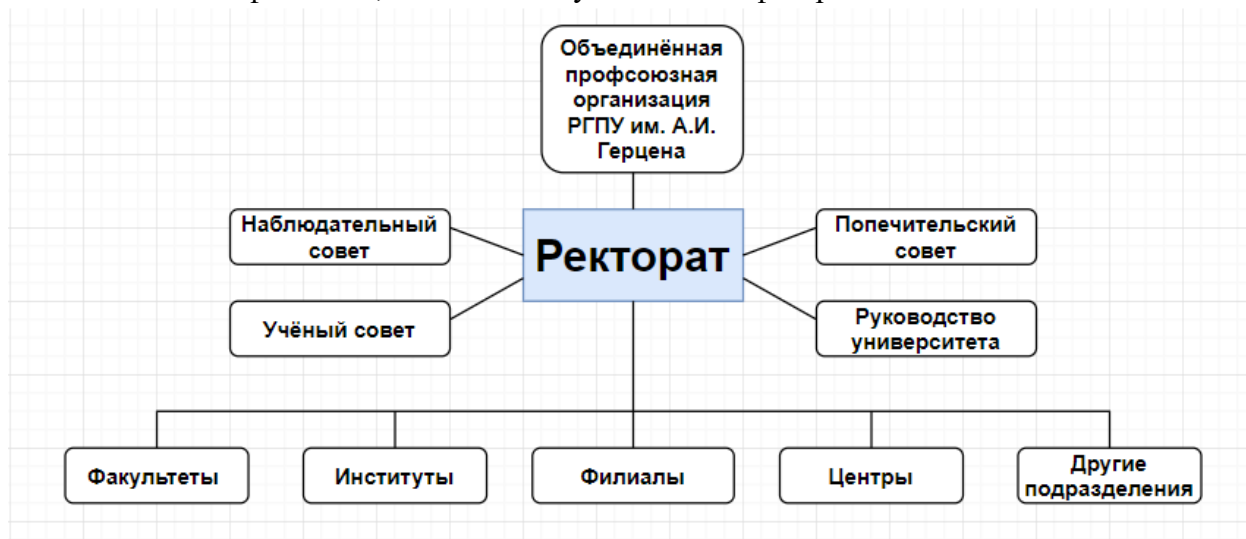 Объединённая
профсоюзная
организация
РГПУ им. А.И.
Герцена
Наблюдательный
совет
Ректорат
Попечительский
совет
Учёный совет
Руководство
университета
Факультеты
Институты
Филиалы
Центры
Другие
подразделения